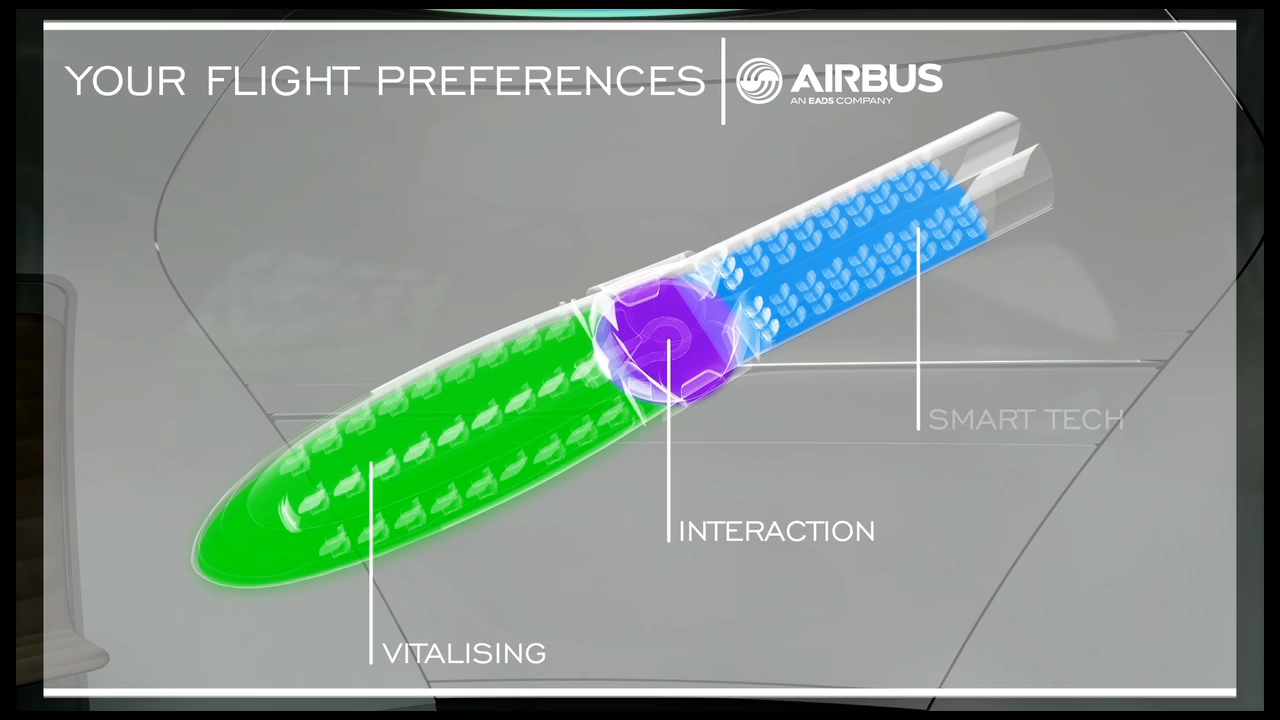 YOUR FLIGHT PREFERENCES
AIRBUS
AN EADS COMPANY
SMART TECH
INTERACTION
VITALISING